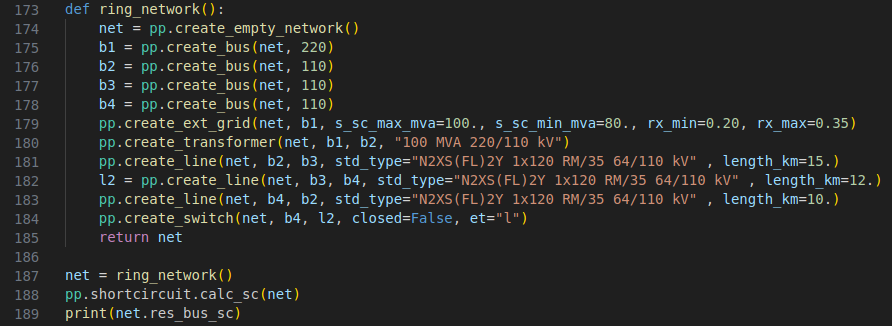 173 def ring_network():
174     net = pp.create_empty_network()
175     b1 = pp.create_bus(net, 220)
176     b2 = pp.create_bus(net, 110)
177     b3 = pp.create_bus(net, 110)
178     b4 = pp.create_bus(net, 110)
179     pp.create_ext_grid(net, b1, s_sc_max_mva=100., s_sc_min_mva=80., rx_min=0.20, rx_max=0.35)
180     pp.create_transformer(net, b1, b2, "100 MVA 220/110 kV")
181     pp.create_line(net, b2, b3, std_type="N2XS(FL)2Y 1x120 RM/35 64/110 kV" , length_km=15.)
182     l2 = pp.create_line(net, b3, b4, std_type="N2XS(FL)2Y 1x120 RM/35 64/110 kV" , length_km=12.)
183     pp.create_line(net, b4, b2, std_type="N2XS(FL)2Y 1x120 RM/35 64/110 kV" , length_km=10.)
184     pp.create_switch(net, b4, l2, closed=False, et="l")
185     return net
186
187 net = ring_network()
188 pp.shortcircuit.calc_sc(net)
189 print(net.res_bus_sc)